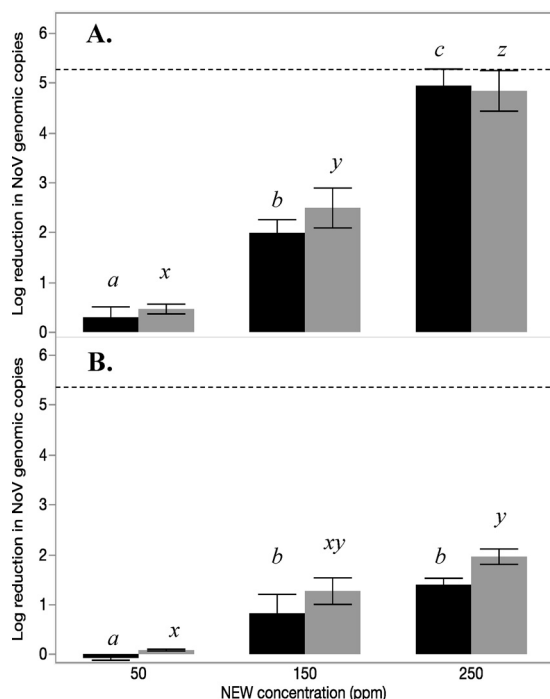 A.
Log reduction in NoV genomic copies
6
5
4
3
2
1
0
a
x
b
y
c
z
B.
Log reduction in NoV genomic copies
6
5
4
3
2
1
0
a
x
b
xy
b
y
50
150
250
NEW concentration (ppm)